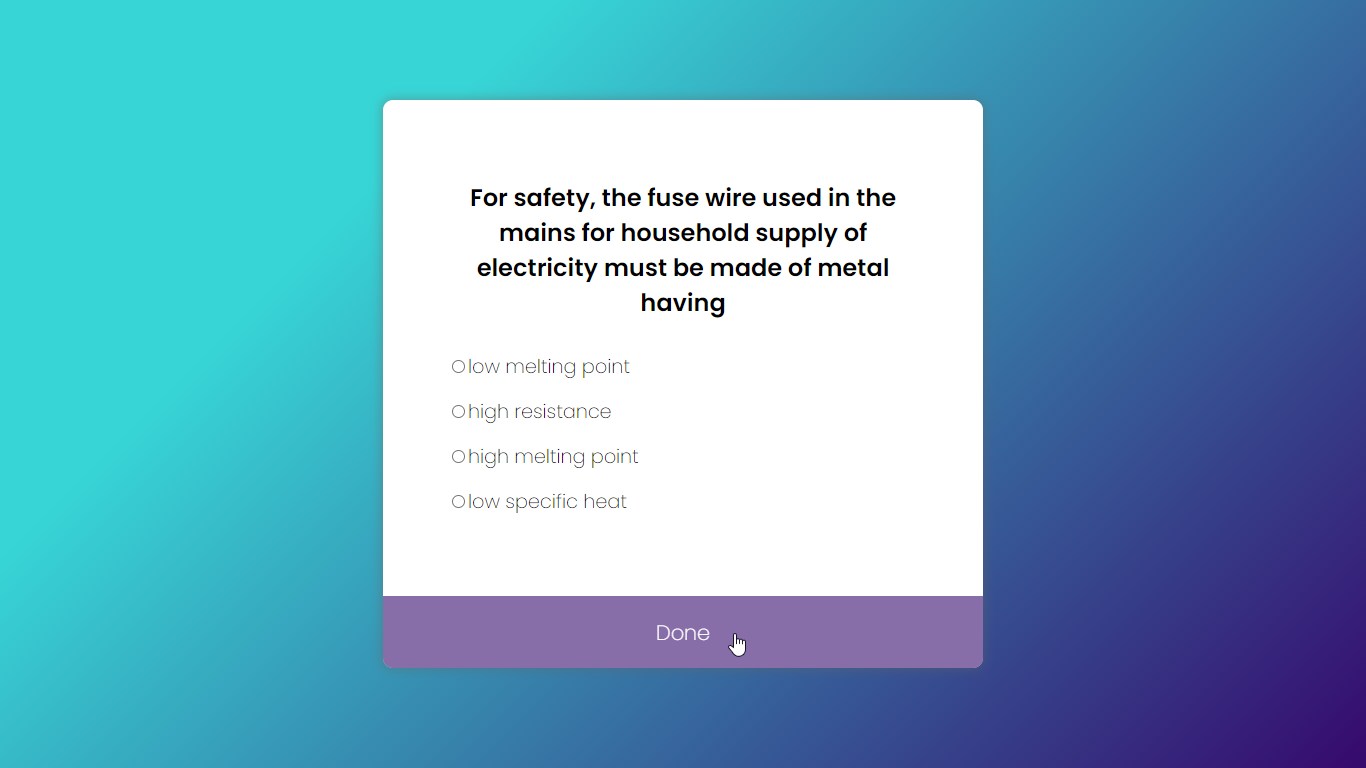 For safety, the fuse wire used in the
mains for household supply of
electricity must be made of metal
having
low melting point
high resistance
high melting point
low specific heat
Done